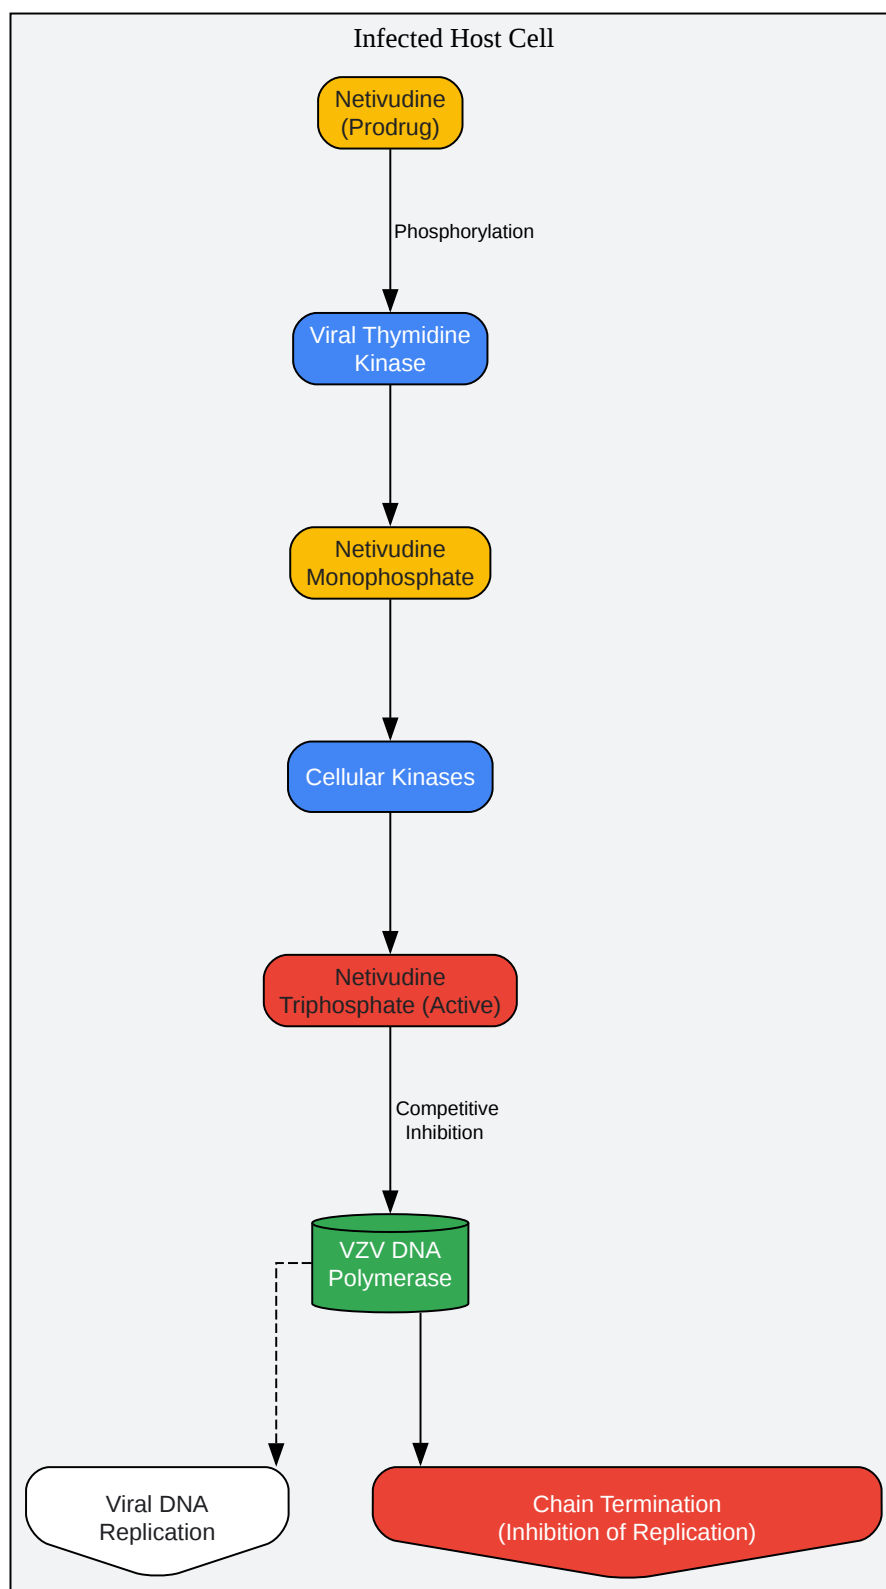 Infected Host Cell
Netivudine
(Prodrug)
Phosphorylation
Viral Thymidine
Kinase
Netivudine
Monophosphate
Cellular Kinases
Netivudine
Triphosphate (Active)
Competitive
Inhibition
VZV DNA
Polymerase
Viral DNA
Replication
Chain Termination
(Inhibition of Replication)